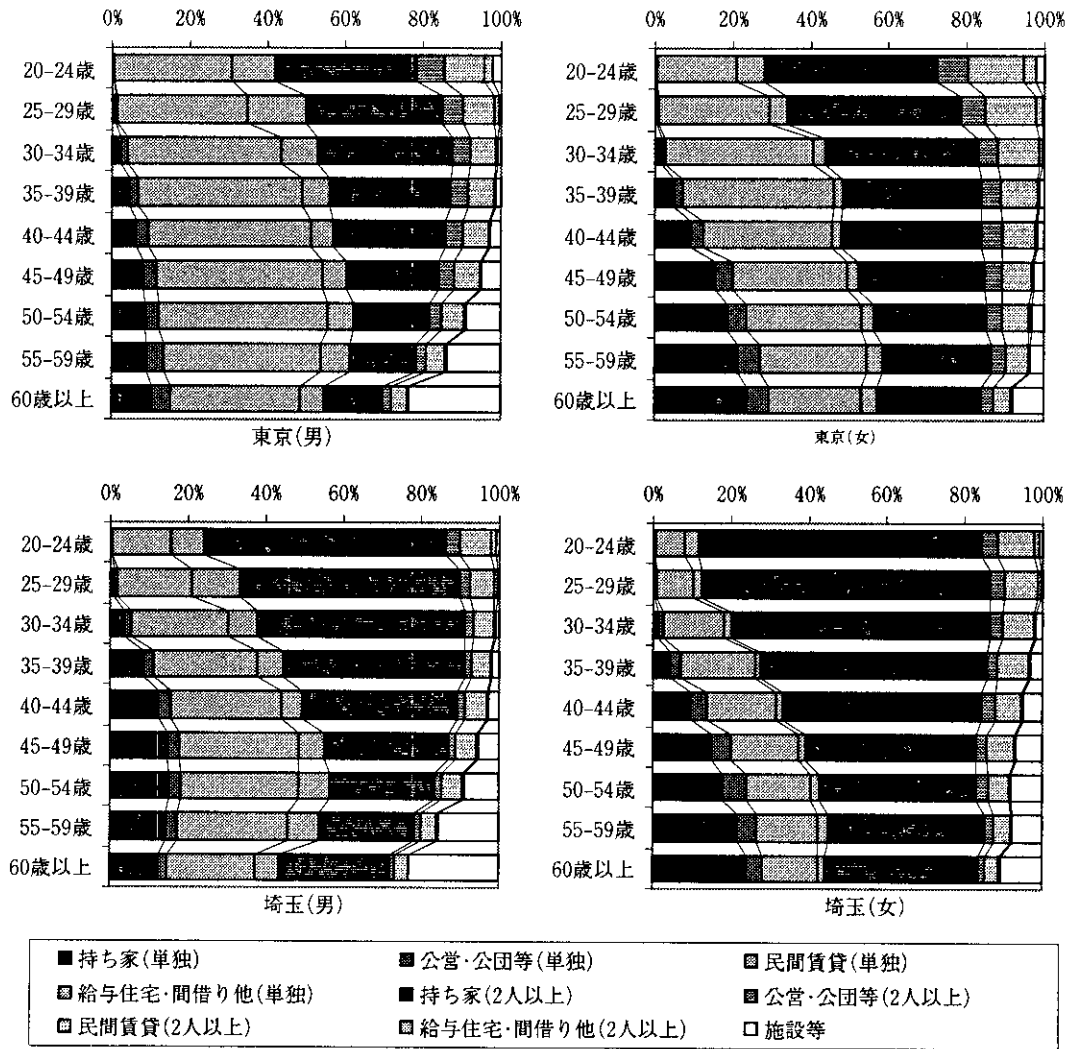 0% 20% 40% 60% 80% 100%
20-24歳
25-29歳
30-34歳
35-39歳
40-44歳
45-49歳
50-54歳
55-59歳
60歳以上
東京(男)
0% 20% 40% 60% 80% 100%
20-24歳
25-29歳
30-34歳
35-39歳
40-44歳
45-49歳
50-54歳
55-59歳
60歳以上
東京(女)
0% 20% 40% 60% 80% 100%
20-24歳
25-29歳
30-34歳
35-39歳
40-44歳
45-49歳
50-54歳
55-59歳
60歳以上
埼玉(男)
0% 20% 40% 60% 80% 100%
20-24歳
25-29歳
30-34歳
35-39歳
40-44歳
45-49歳
50-54歳
55-59歳
60歳以上
埼玉(女)
持ち家(単独) 公営･公団等(単独) 民間賃貸(単独)
給与住宅･間借り他(単独) 持ち家(2人以上) 公営･公団等(2人以上)
民間賃貸(2人以上) 給与住宅･間借り他(2人以上) 施設等